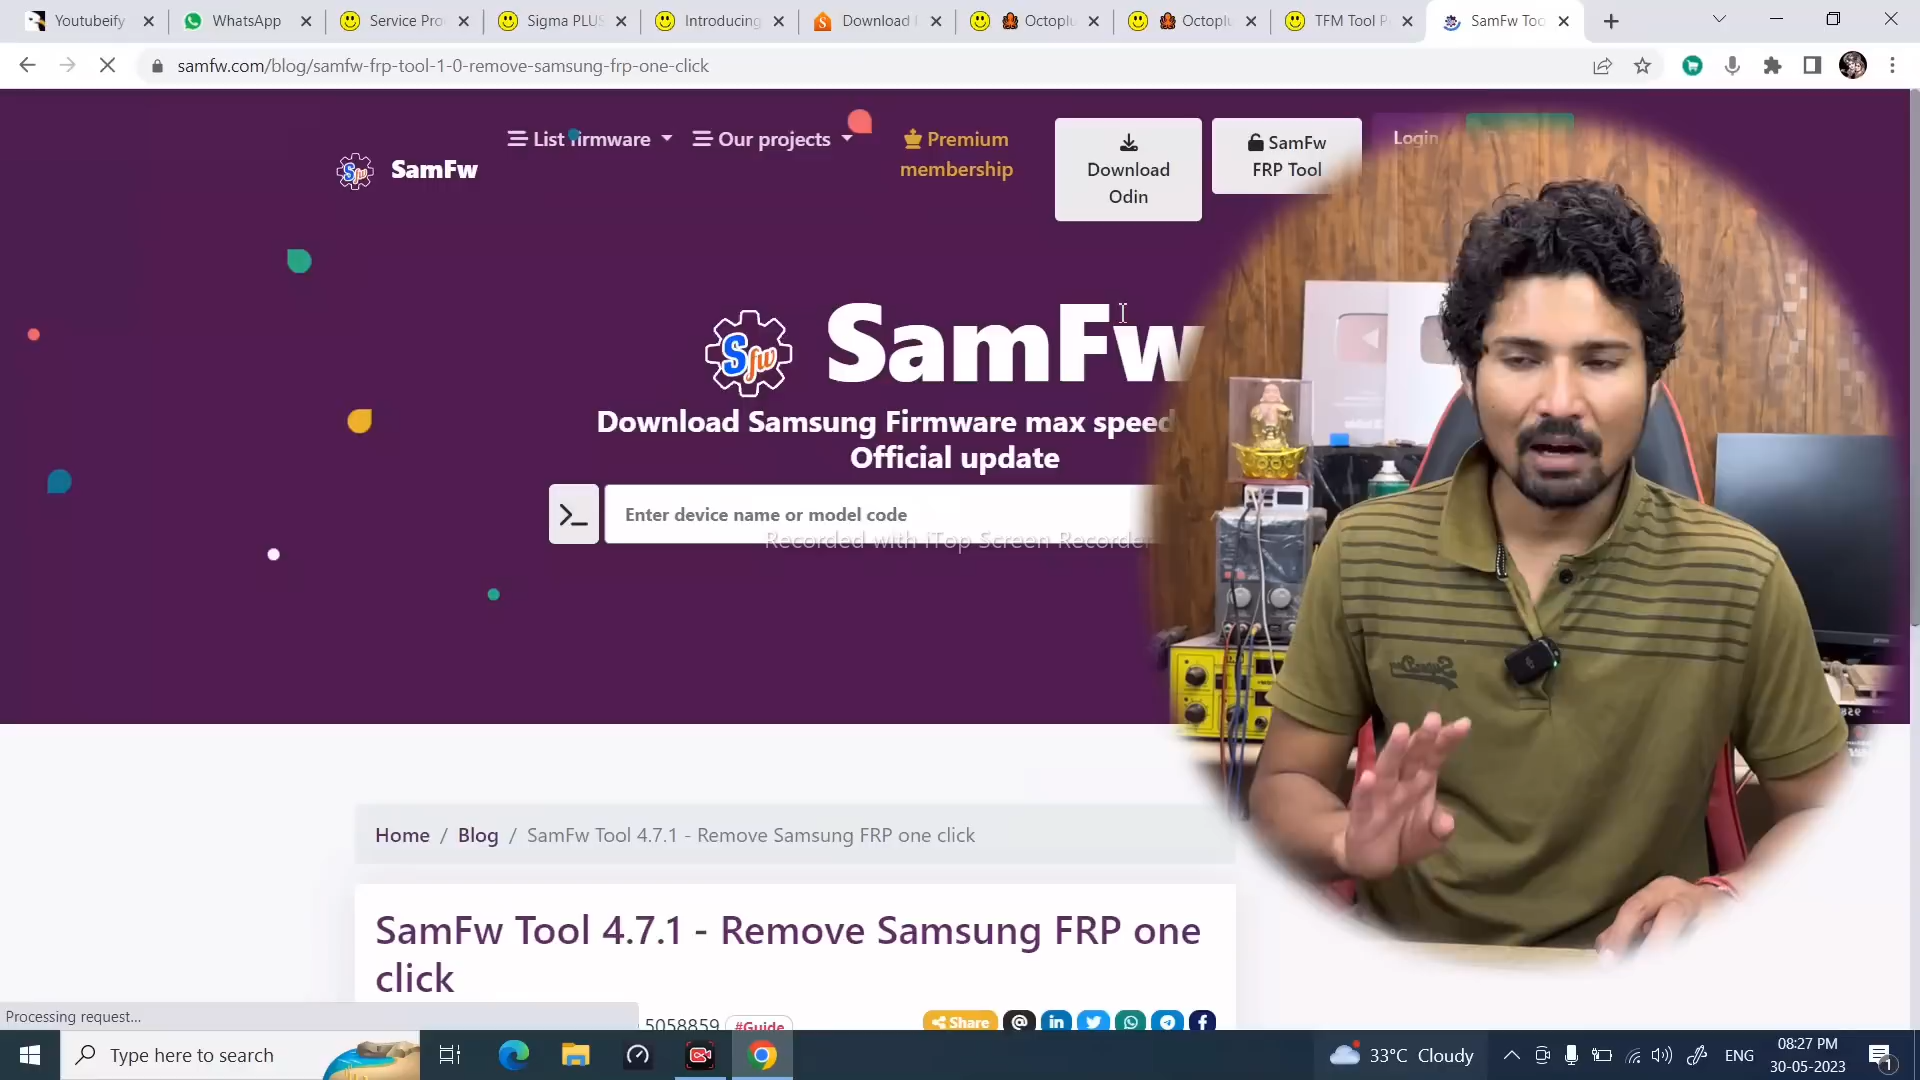 Youtubeify
WhatsApp
Service Pro
Sigma PLUS
Introducing
Download
Octoplu
Octoplu
TFM Tool P
SamFw Too
samfw.com/blog/samfw-frp-tool-1-0-remove-samsung-frp-one-click
SamFw
List firmware
Our projects
Premium
membership
Download
Odin
SamFw
FRP Tool
Login
Sfw
SamFw
Download Samsung Firmware max speed
Official update
>_
Enter device name or model code
Recorded with iTop Screen Recorder
Home / Blog / SamFw Tool 4.7.1 - Remove Samsung FRP one click
SamFw Tool 4.7.1 - Remove Samsung FRP one
click
Processing request...
5058859
#Guide
Share
Type here to search
33°C Cloudy
ENG
08:27 PM
30-05-2023
1